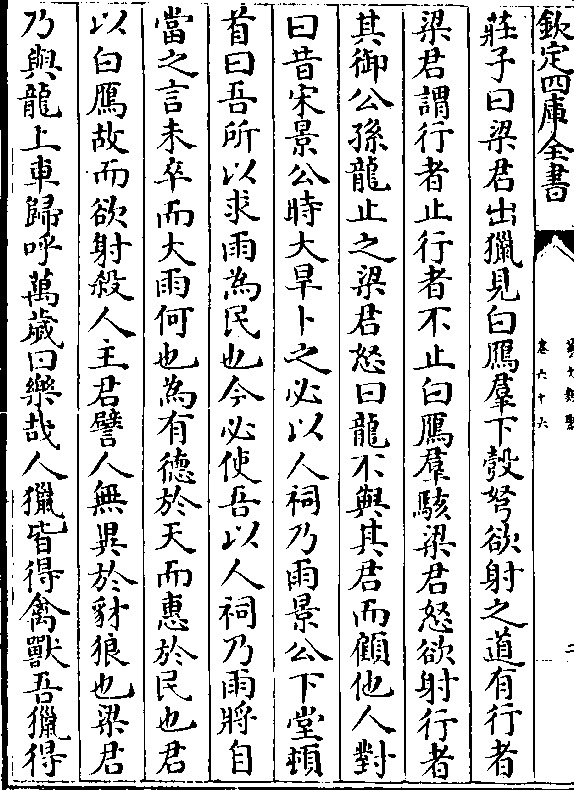 欽定四庫全書
卷六十六
二
莊子曰梁君出獵見白鴈羣下彀弩欲射之道有行者
梁君謂行者止行者不止白鴈羣駭梁君怒欲射行者
其御公孫龍止之梁君怒曰龍不與其君而顧他人對
曰昔宋景公時大旱卜之必以人祠乃雨景公下堂頓
首曰吾所以求雨為民也今必使吾以人祠乃雨將自
當之言未卒而大雨何也為有德於天而惠於民也君
以白鴈故而欲射殺人主君譬人無異於豺狼也梁君
乃與龍上車歸呼萬歲曰樂哉人獵皆得禽獸吾獵得